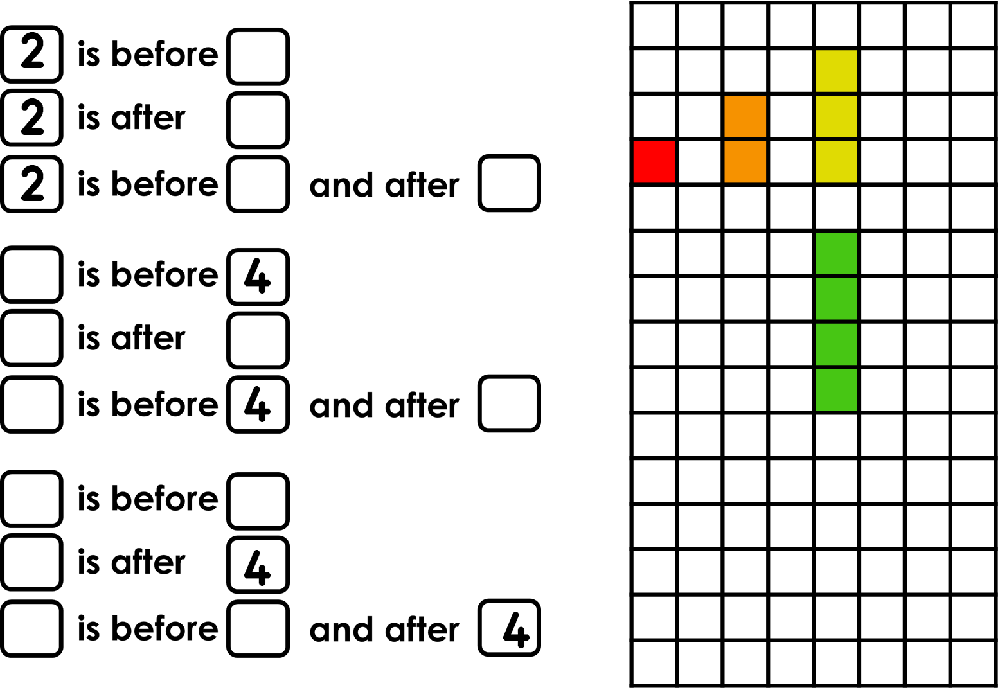 2 is before
2 is after
2 is before and after
is before 4
is after
is before 4 and after
is before
is after 4
is before and after 4